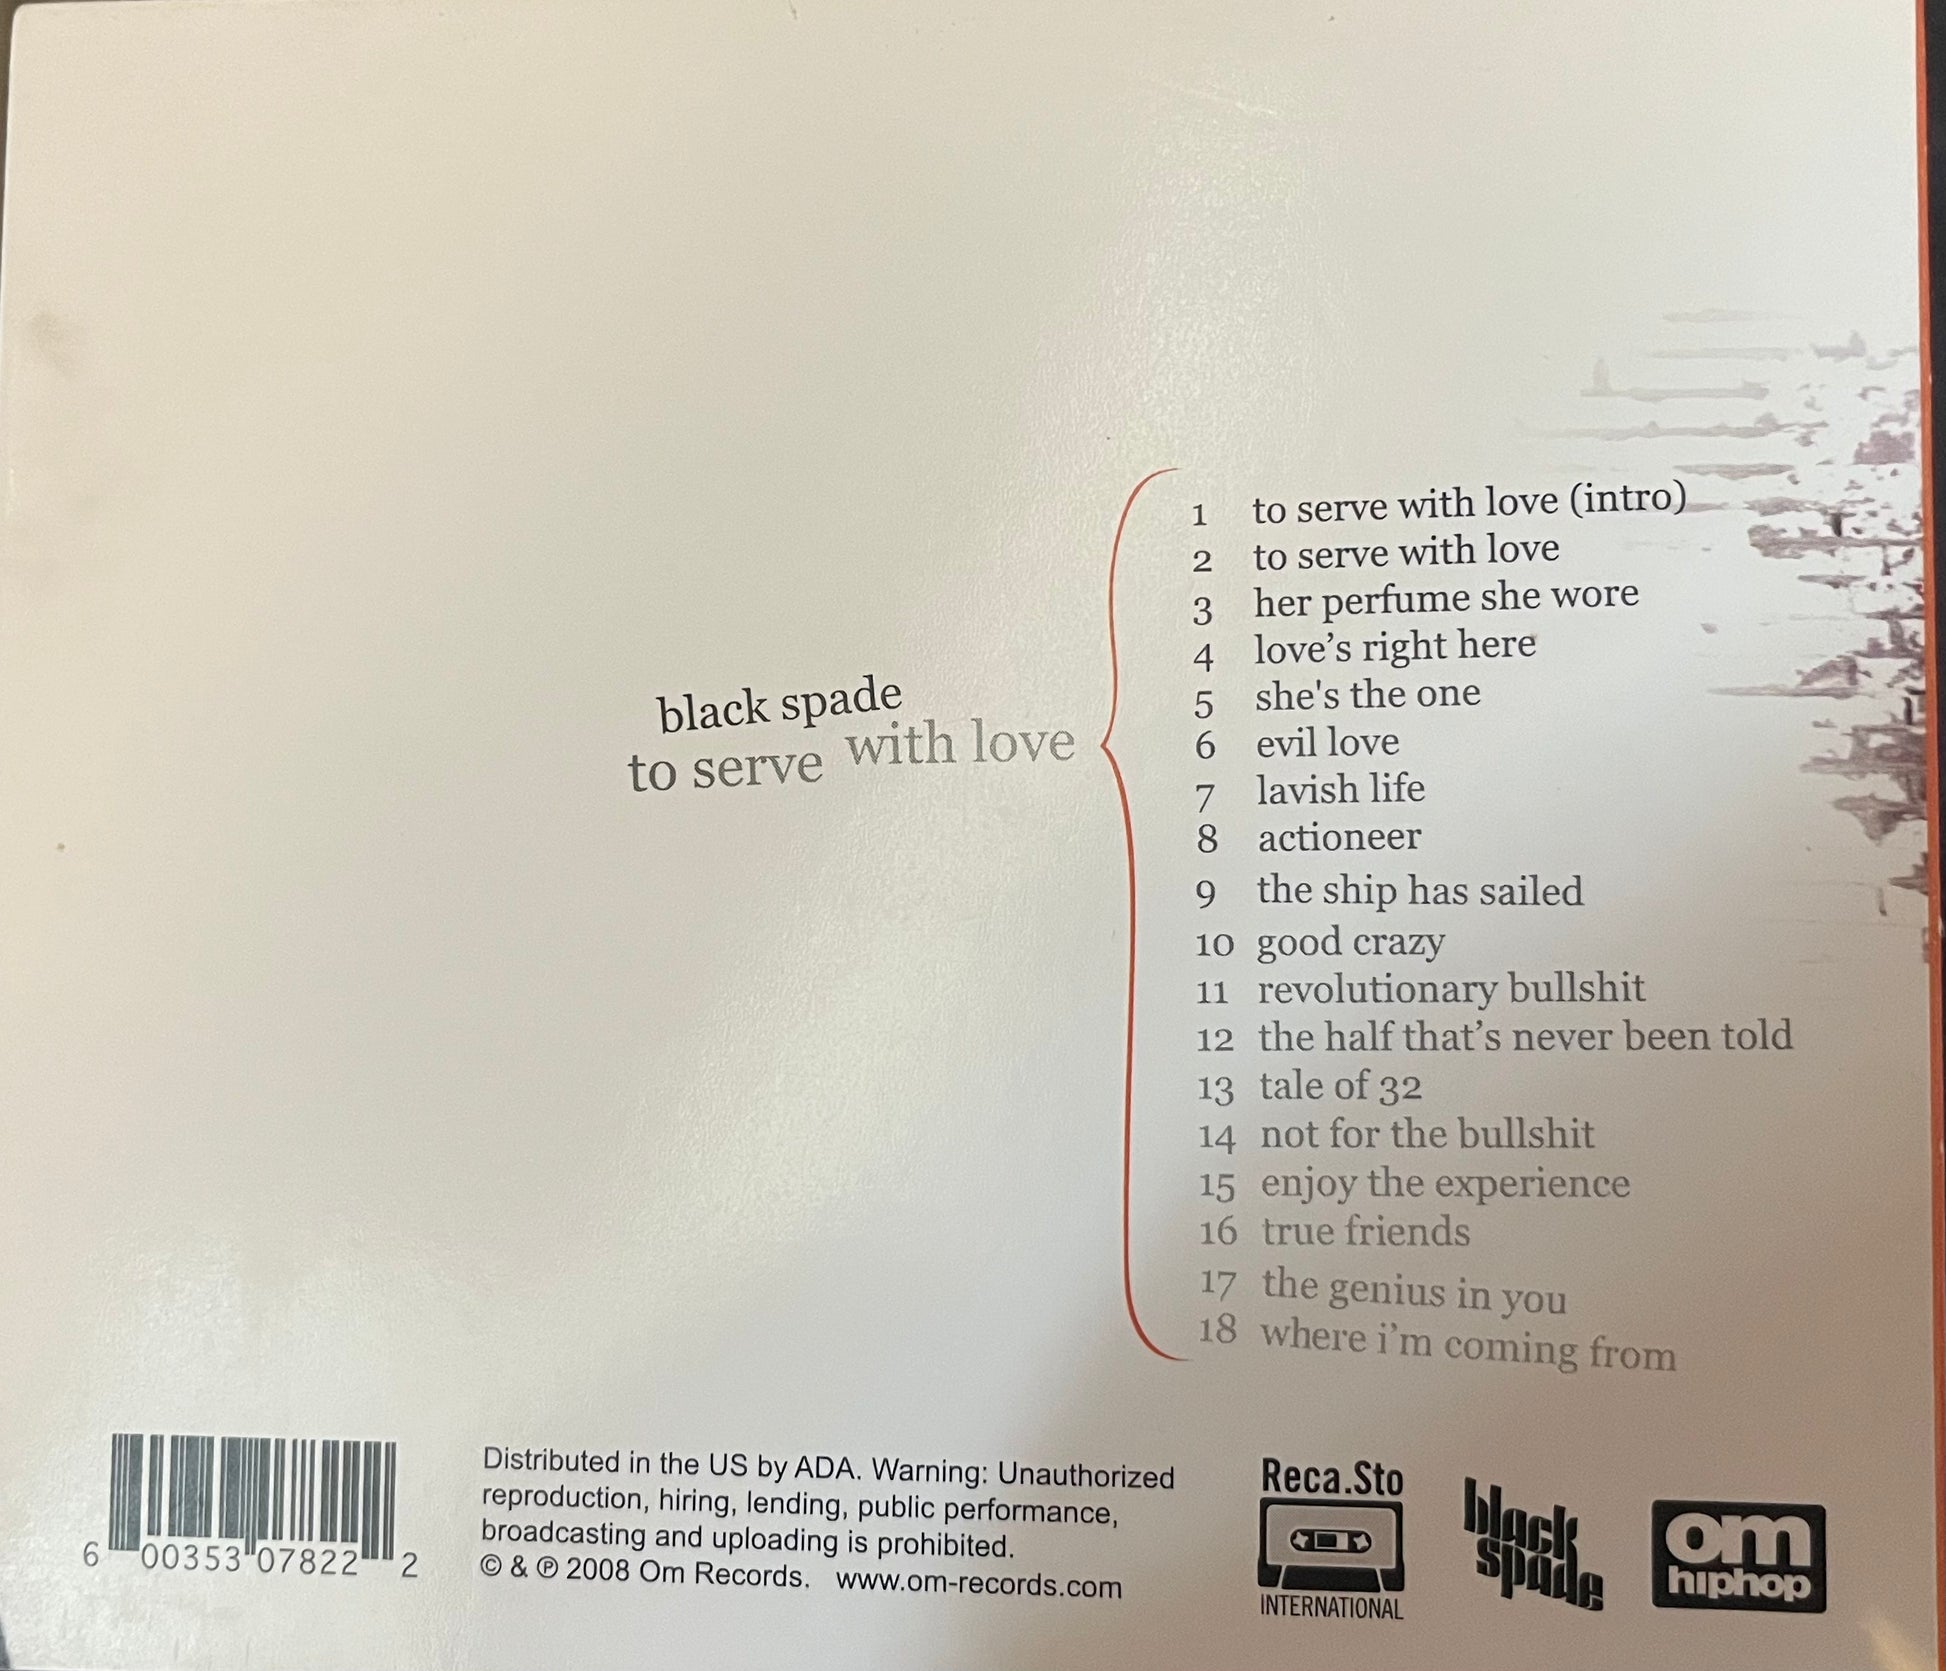 black spade
to serve with love
1 to serve with love (intro)
2 to serve with love
3 her perfume she wore
4 love's right here
5 she's the one
6 evil love
7 lavish life
8 actioneer
9 the ship has sailed
10 good crazy
11 revolutionary bullshit
12 the half that's never been told
13 tale of 32
14 not for the bullshit
15 enjoy the experience
16 true friends
17 the genius in you
18 where i'm coming from
6 00353 07822 2
Distributed in the US by ADA. Warning: Unauthorized
reproduction, hiring, lending, public performance,
broadcasting and uploading is prohibited.
© & ℗ 2008 Om Records. www.om-records.com
Reca.Sto
INTERNATIONAL
black
spade
om
hiphop